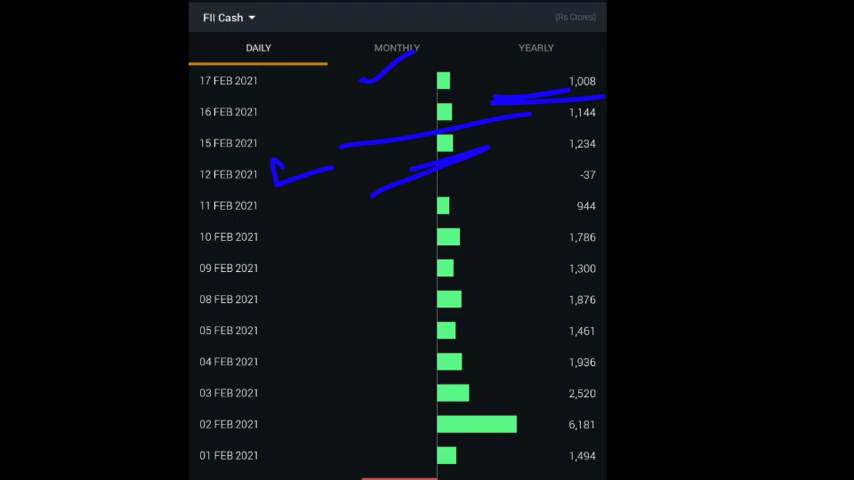 FII Cash (Rs Crores)
DAILY MONTHLY YEARLY
17 FEB 2021 1,008
16 FEB 2021 1,144
15 FEB 2021 1,234
12 FEB 2021 -37
11 FEB 2021 944
10 FEB 2021 1,786
09 FEB 2021 1,300
08 FEB 2021 1,876
05 FEB 2021 1,461
04 FEB 2021 1,936
03 FEB 2021 2,520
02 FEB 2021 6,181
01 FEB 2021 1,494